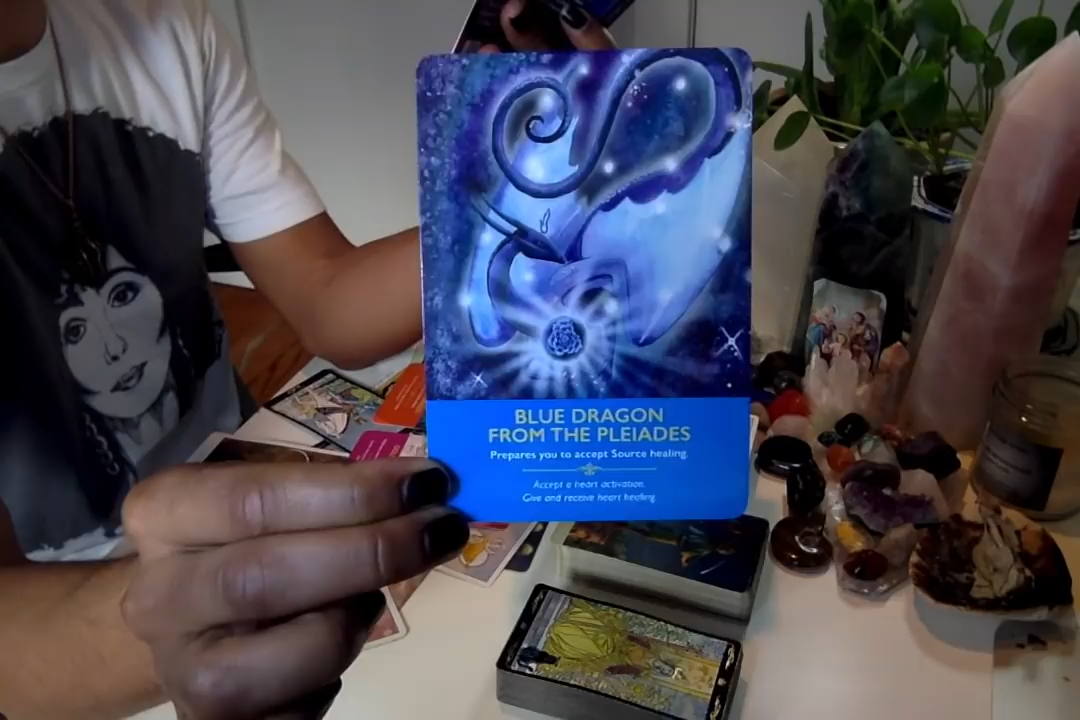 BLUE DRAGON
FROM THE PLEIADES
Prepares you to accept Source healing.
Accept a heart activation.
Give and receive heart healing.